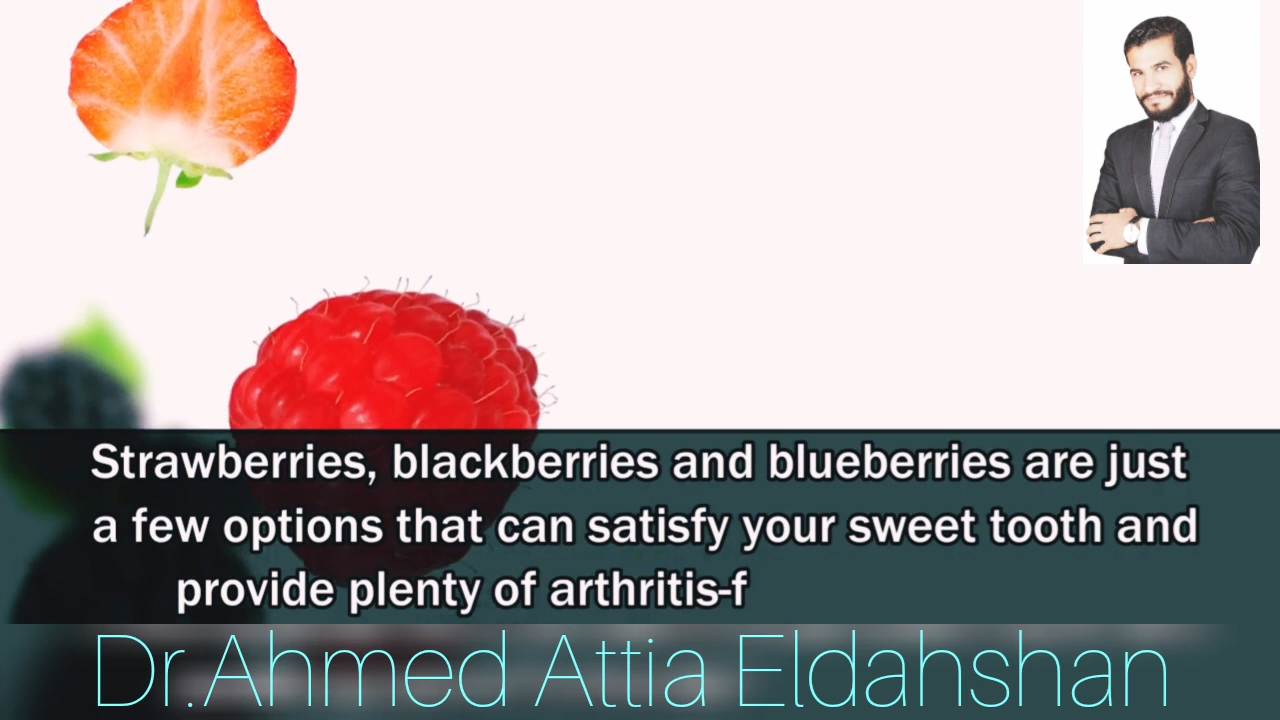 Strawberries, blackberries and blueberries are just
a few options that can satisfy your sweet tooth and
provide plenty of arthritis-f
Dr.Ahmed Attia Eldahshan